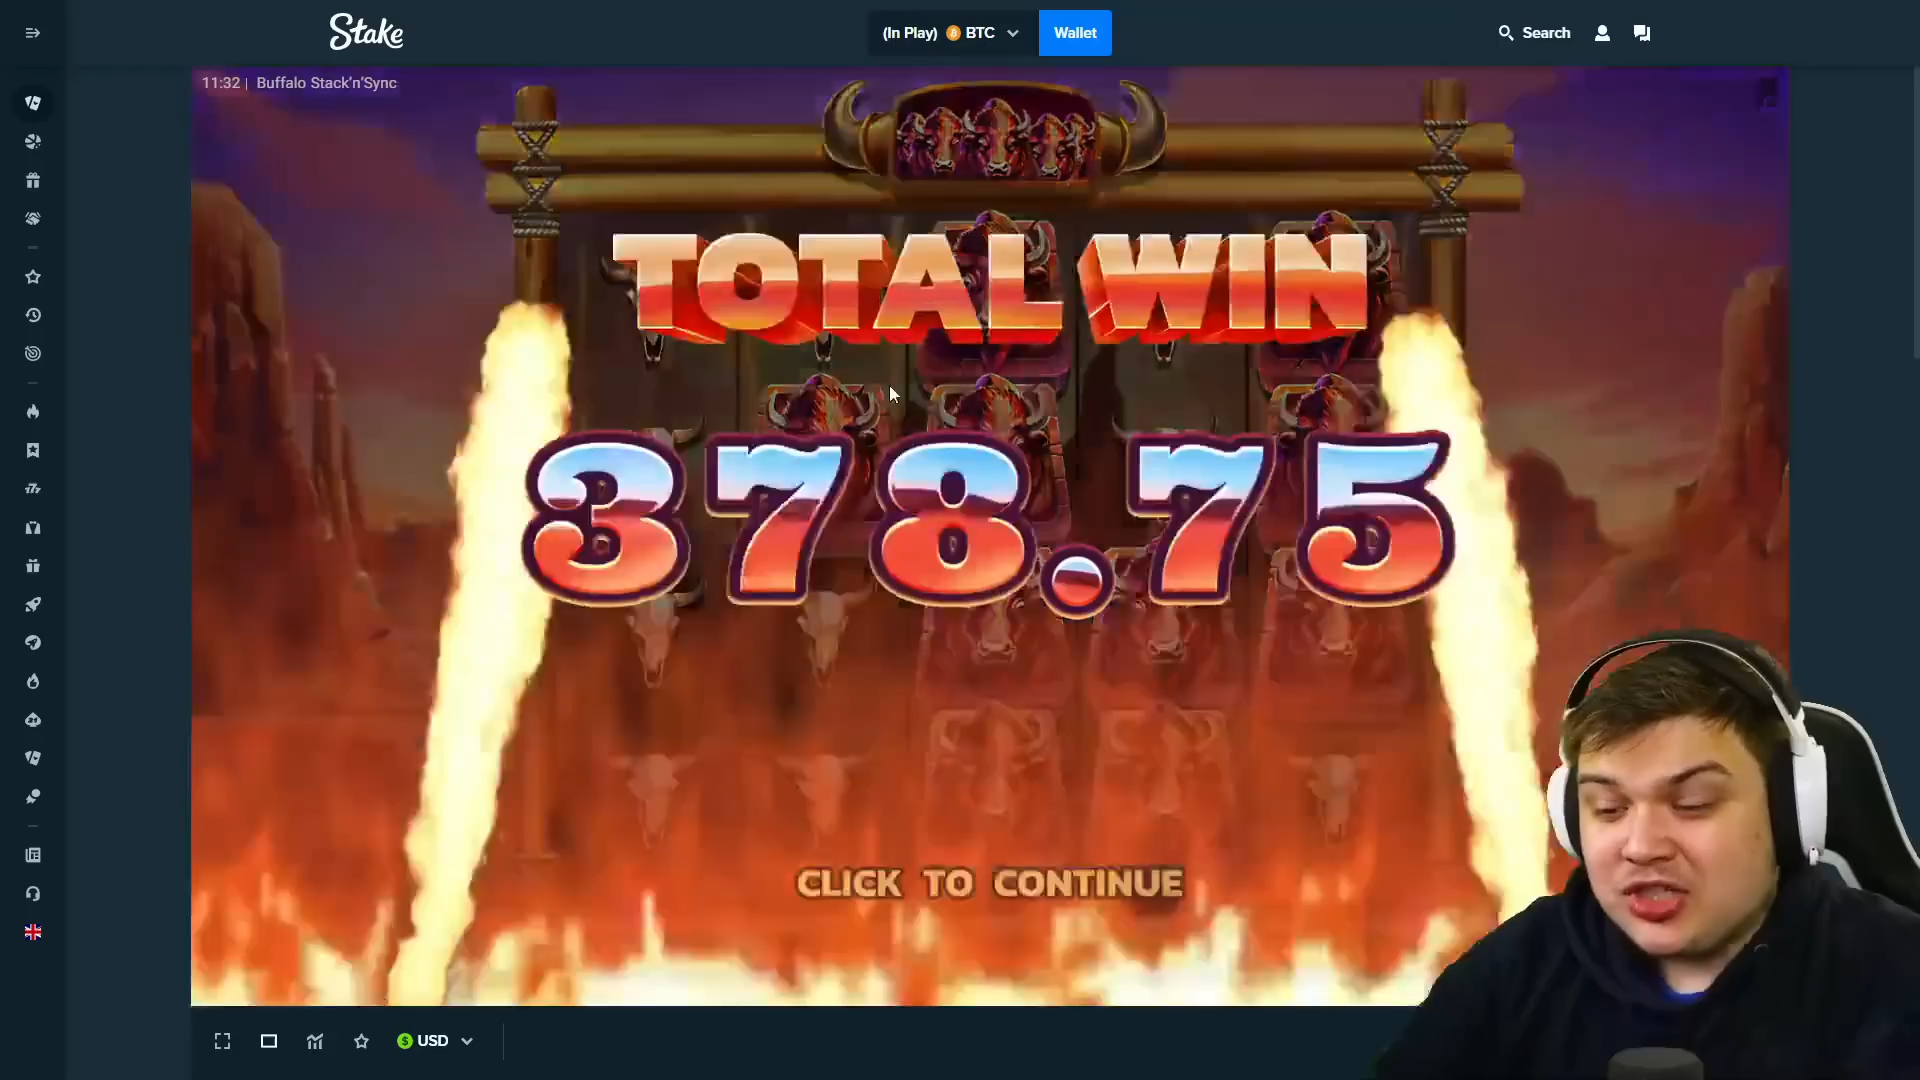 Stake
(In Play) BTC
Wallet
Search
11:32 | Buffalo Stack'n'Sync
TOTAL WIN
378.75
CLICK TO CONTINUE
USD